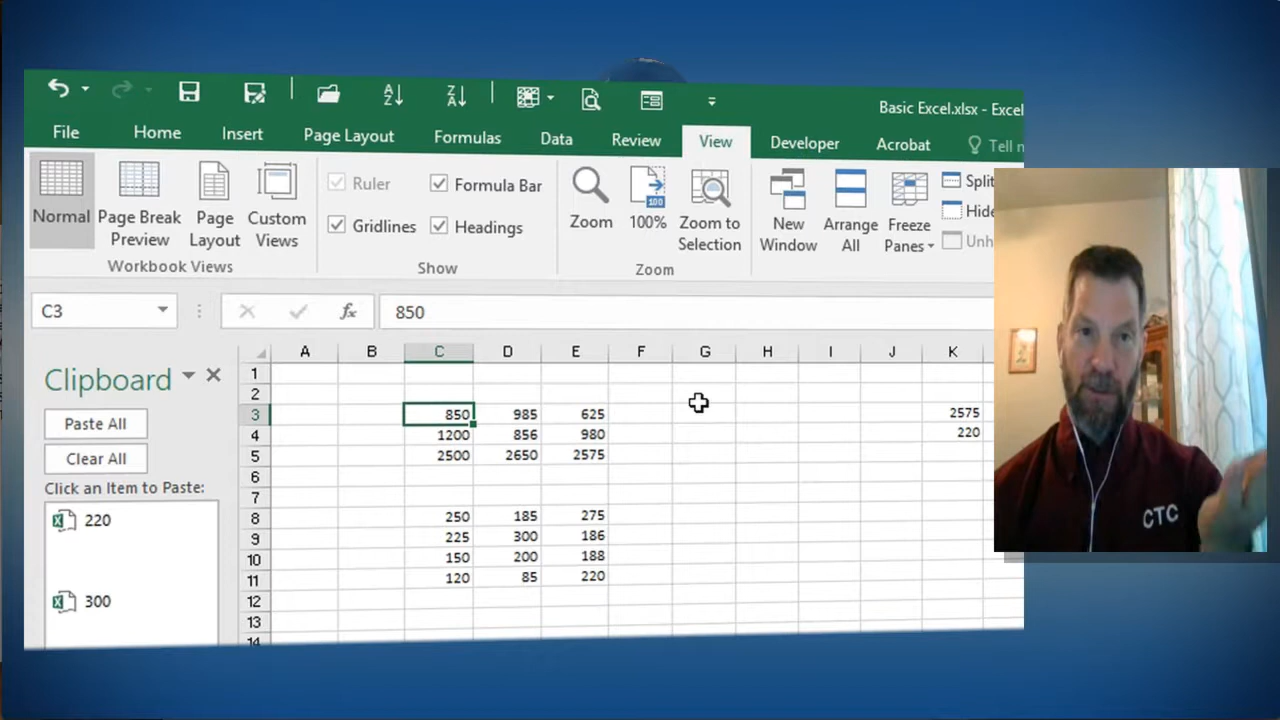 Basic Excel.xlsx - Excel
File Home Insert Page Layout Formulas Data Review View Developer Acrobat Tell
Normal
Page Break Preview
Page Layout
Custom Views
Workbook Views
Ruler
Formula Bar
Gridlines
Headings
Show
Zoom
100
100%
Zoom to Selection
Zoom
New Window
Arrange All
Freeze Panes
Split
Hide
Unh
C3 fx 850
Clipboard
Paste All
Clear All
Click an Item to Paste:
220
300
A B C D E F G H I J K
1
2
3 850 985 625 2575
4 1200 856 980 220
5 2500 2650 2575
6
7
8 250 185 275
9 225 300 186
10 150 200 188
11 120 85 220
12
13
14
CTC